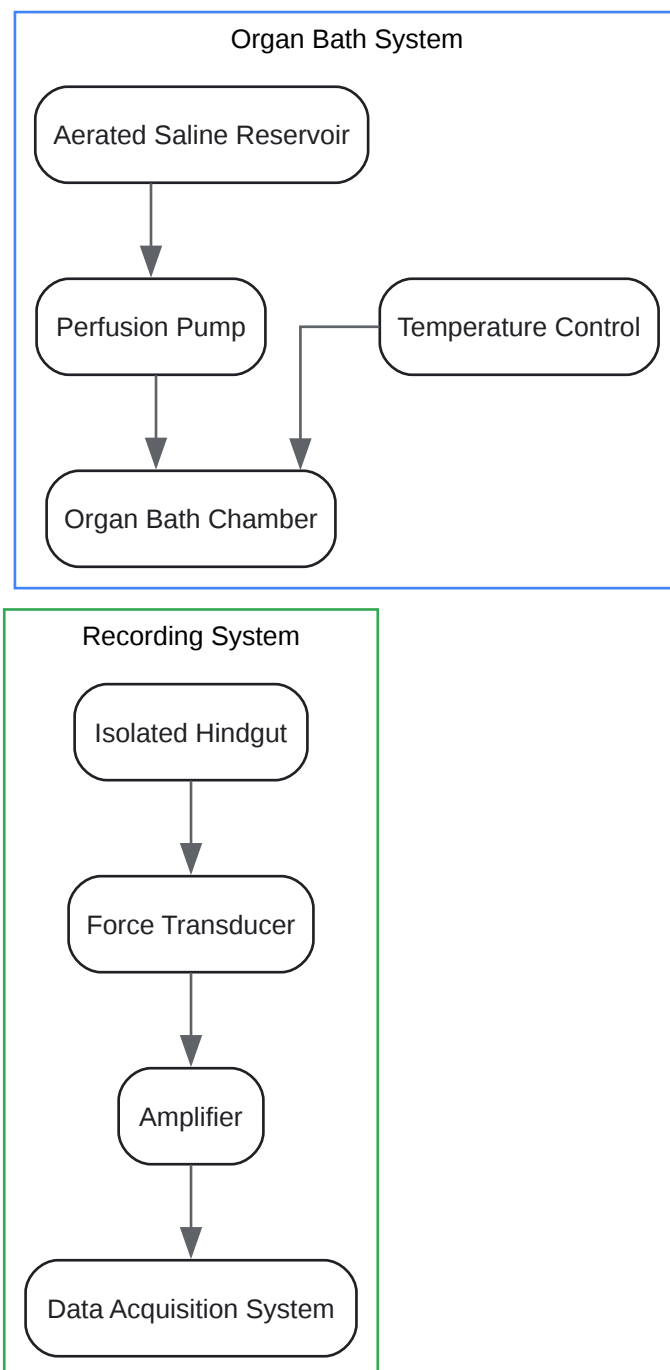 Organ Bath System
Aerated Saline Reservoir
Perfusion Pump
Temperature Control
Organ Bath Chamber
Recording System
Isolated Hindgut
Force Transducer
Amplifier
Data Acquisition System